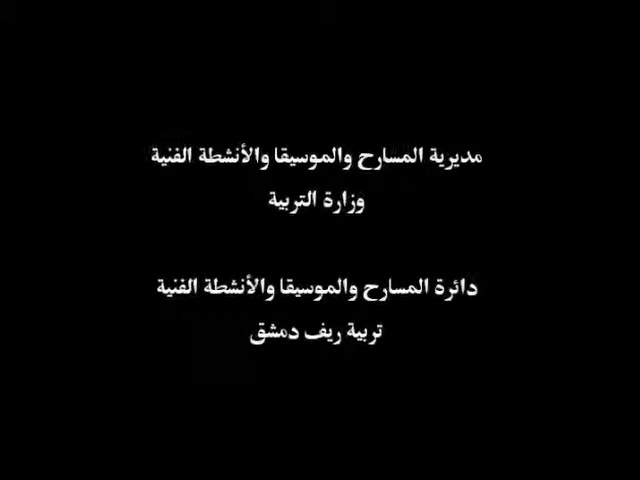 مديرية المسارح والموسيقا والأنشطة الفنية
وزارة التربية
دائرة المسارح والموسيقا والأنشطة الفنية
تربية ريف دمشق